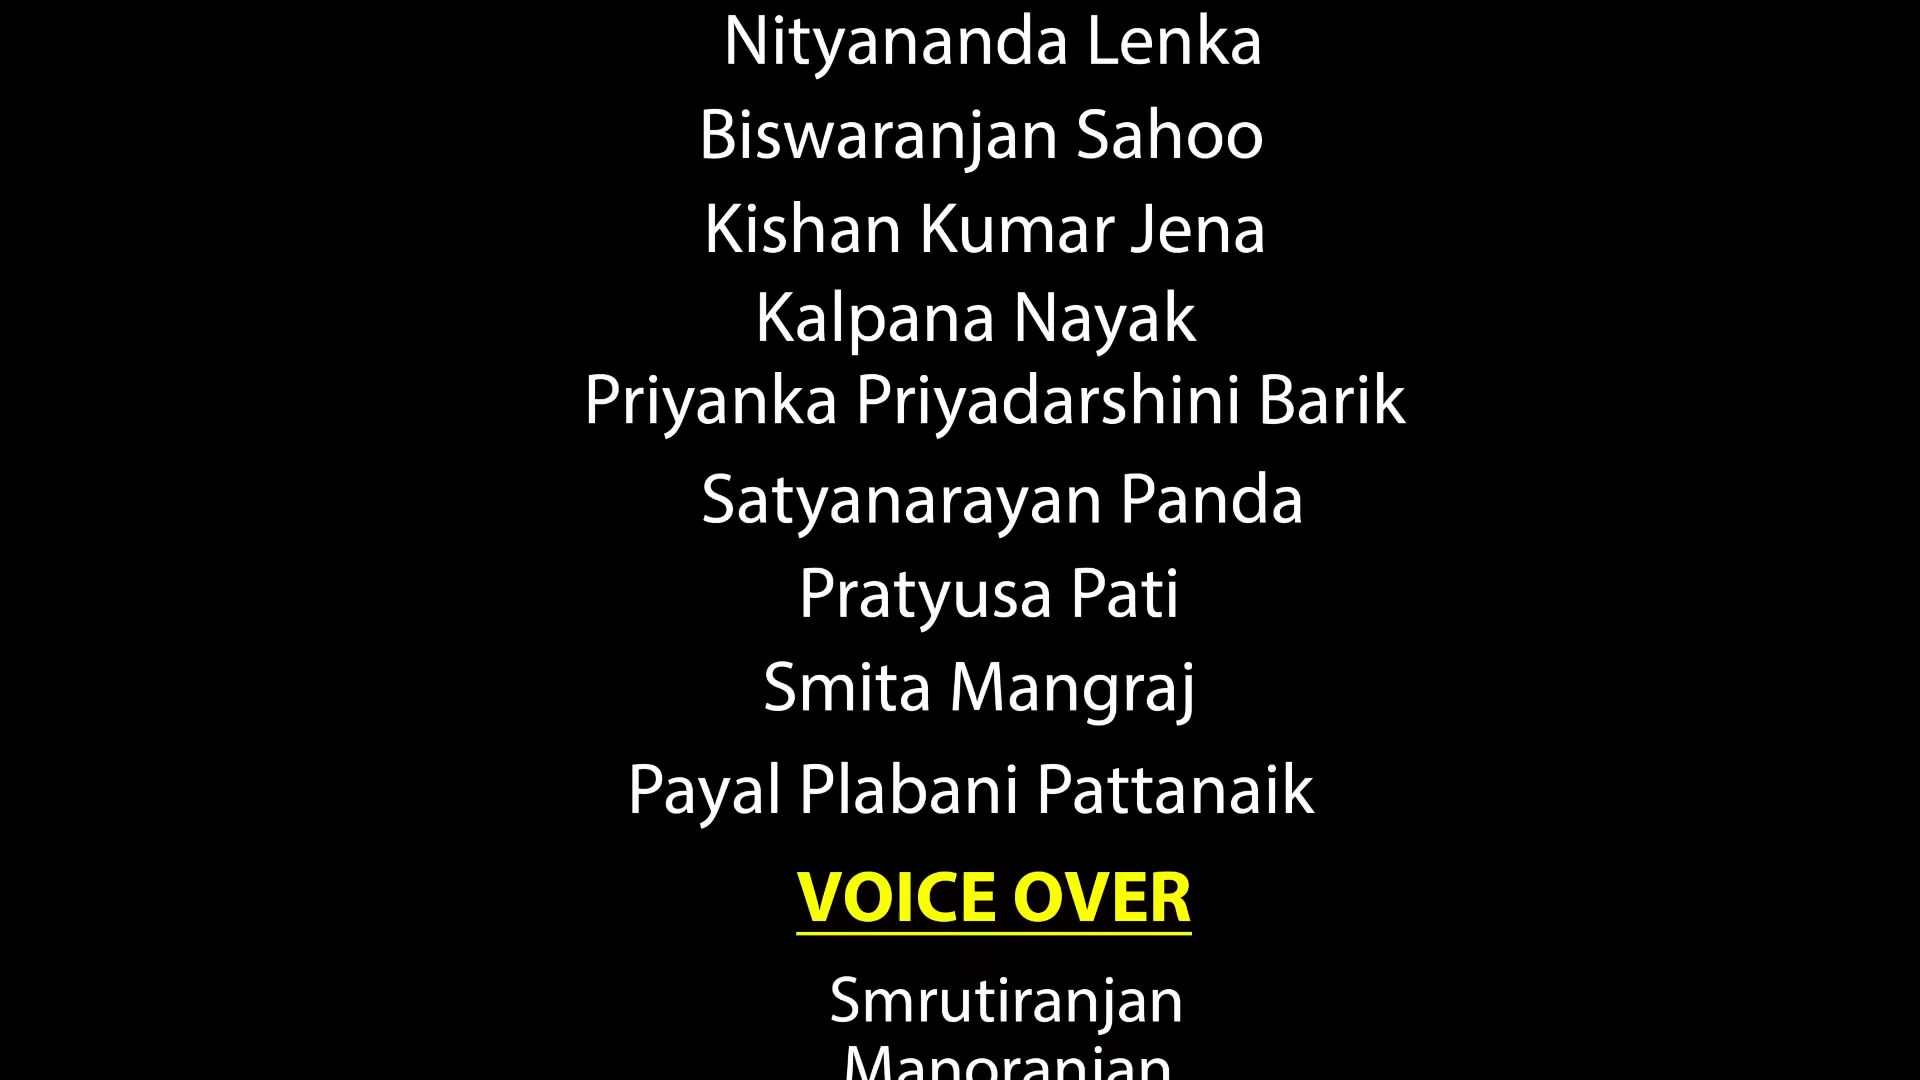 Nityananda Lenka
Biswaranjan Sahoo
Kishan Kumar Jena
Kalpana Nayak
Priyanka Priyadarshini Barik
Satyanarayan Panda
Pratyusa Pati
Smita Mangraj
Payal Plabani Pattanaik
VOICE OVER
Smrutiranjan
Manoranjan